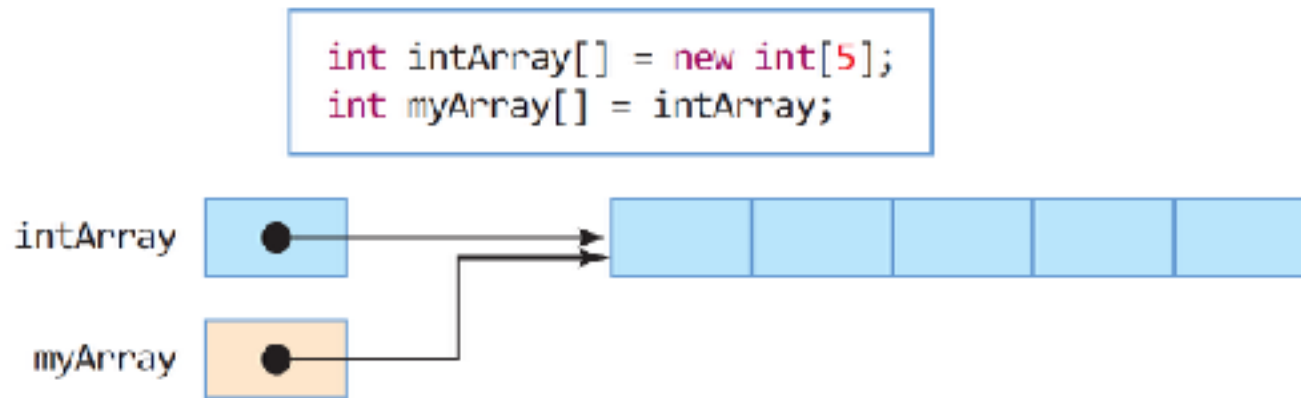 int intArray[] = new int[5];
int myArray[] = intArray;
intArray
myArray